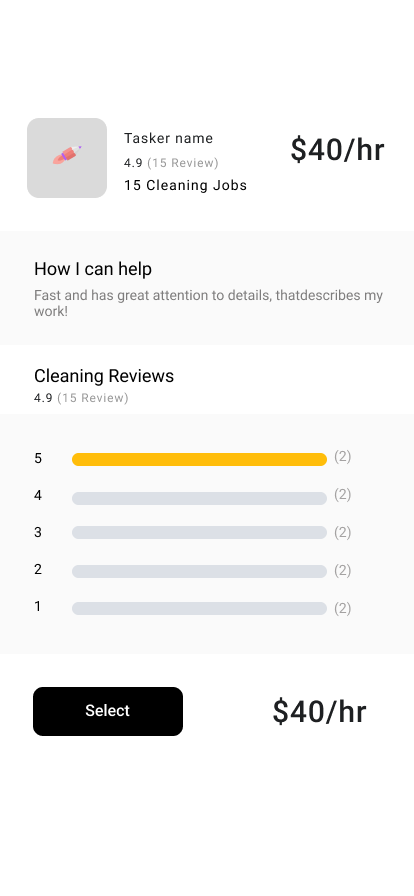 Tasker name
4.9 (15 Review)
15 Cleaning Jobs
$40/hr
How I can help
Fast and has great attention to details, thatdescribes my
work!
Cleaning Reviews
4.9 (15 Review)
5 (2)
4 (2)
3 (2)
2 (2)
1 (2)
Select
$40/hr